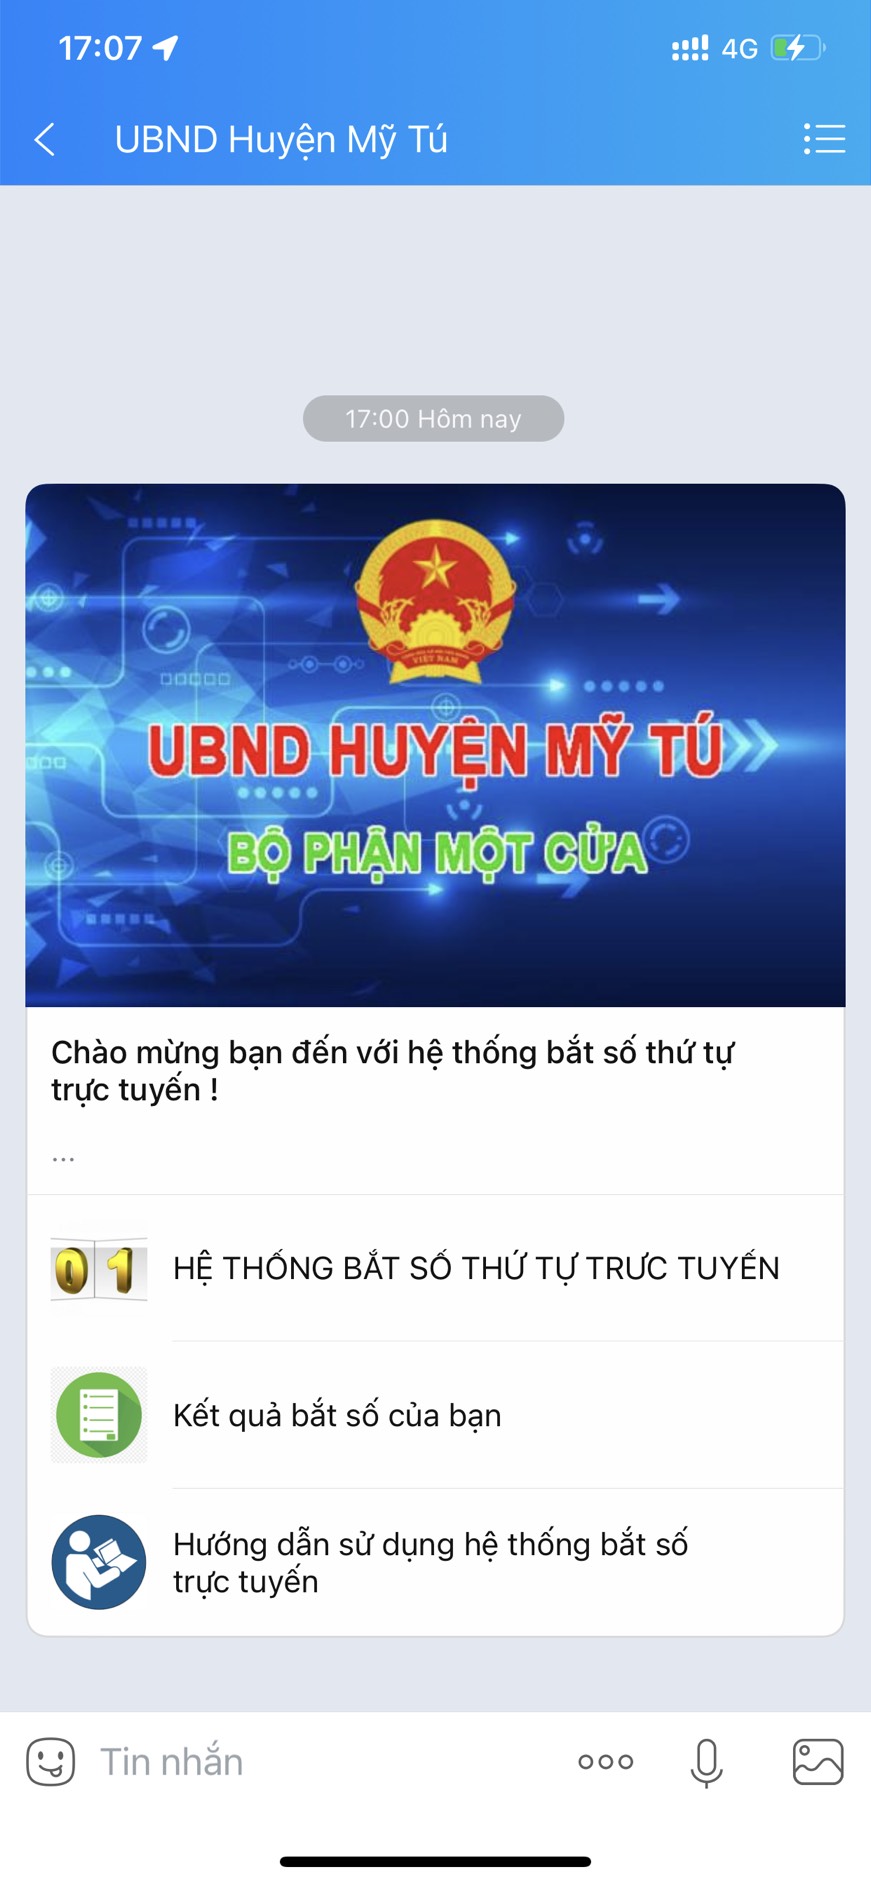 17:07
4G
UBND Huyện Mỹ Tú
17:00 Hôm nay
VIỆT NAM
UBND HUYỆN MỸ TÚ
BỘ PHẬN MỘT CỬA
Chào mừng bạn đến với hệ thống bắt số thứ tự
trực tuyến !
...
01
HỆ THỐNG BẮT SỐ THỨ TỰ TRƯC TUYẾN
Kết quả bắt số của bạn
Hướng dẫn sử dụng hệ thống bắt số
trực tuyến
Tin nhắn